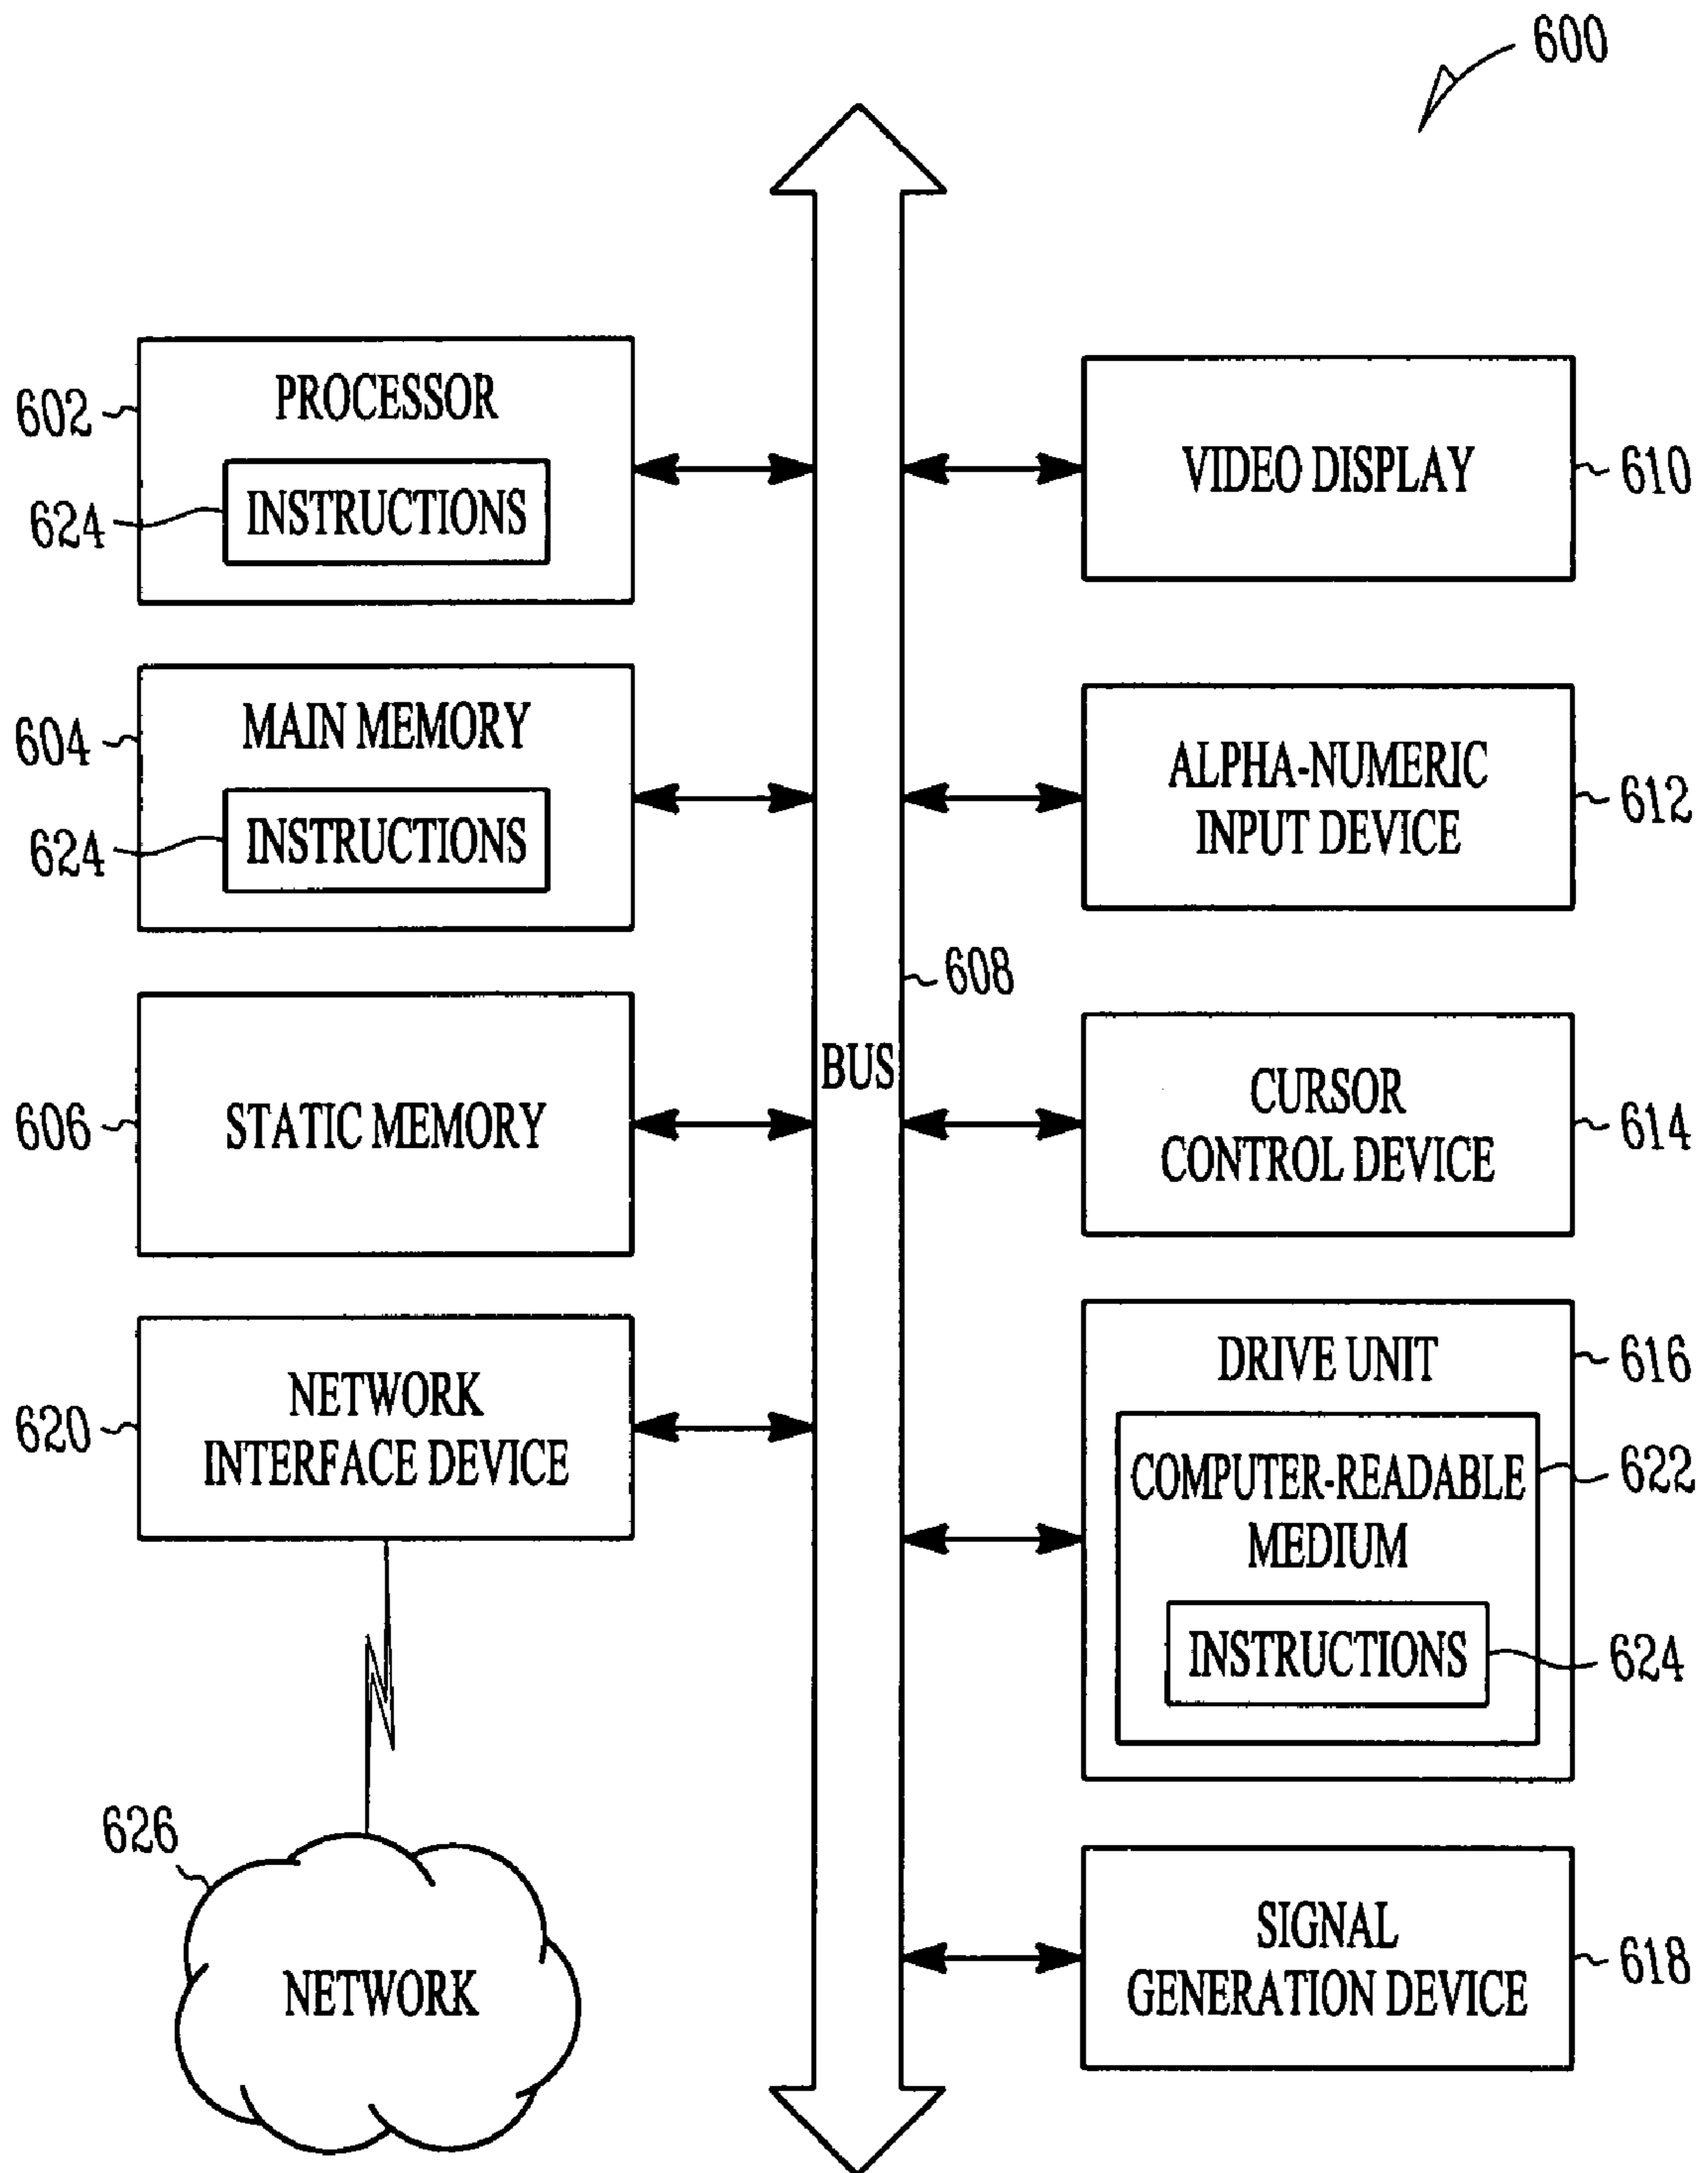 600
PROCESSOR
602
INSTRUCTIONS
624
MAIN MEMORY
604
INSTRUCTIONS
624
STATIC MEMORY
606
NETWORK
INTERFACE DEVICE
620
626
NETWORK
BUS
608
VIDEO DISPLAY
610
ALPHA-NUMERIC
INPUT DEVICE
612
CURSOR
CONTROL DEVICE
614
DRIVE UNIT
616
COMPUTER-READABLE
MEDIUM
622
INSTRUCTIONS
624
SIGNAL
GENERATION DEVICE
618